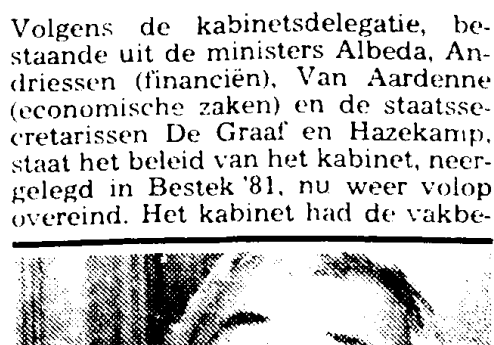 Volgens de kabinetsdelegatie, be-
staande uit de ministers Albeda, An-
driessen (financiën), Van Aardenne
(economische zaken) en de staatsse-
cretarissen De Graaf en Hazekamp,
staat het beleid van het kabinet, neer-
gelegd in Bestek '81, nu weer volop
overeind. Het kabinet had de vakbe-